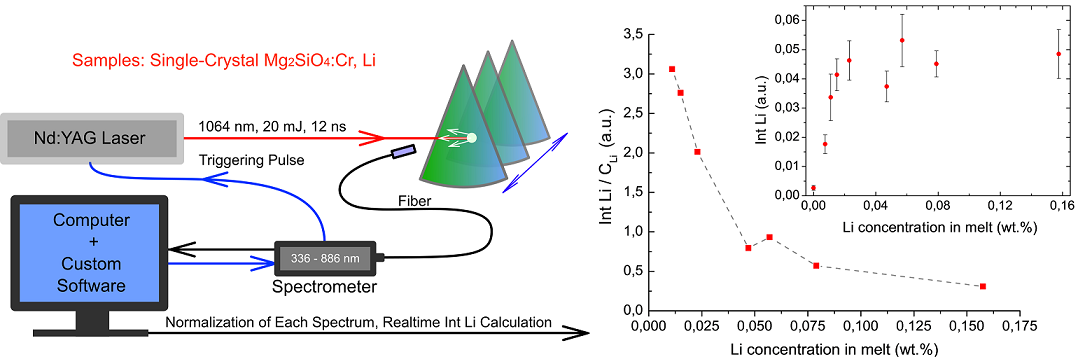 Samples: Single-Crystal Mg₂SiO₄:Cr, Li
Nd:YAG Laser
1064 nm, 20 mJ, 12 ns
Triggering Pulse
Fiber
Computer
+
Custom
Software
336 - 886 nm
Spectrometer
Normalization of Each Spectrum, Realtime Int Li Calculation
Int Li / C_Li (a.u.)
3,5
3,0
2,5
2,0
1,5
1,0
0,5
0,0
0,000 0,025 0,050 0,075 0,100 0,125 0,150 0,175
Li concentration in melt (wt.%)
Int Li (a.u.)
0,06
0,05
0,04
0,03
0,02
0,01
0,00
0,00 0,04 0,08 0,12 0,16
Li concentration in melt (wt.%)